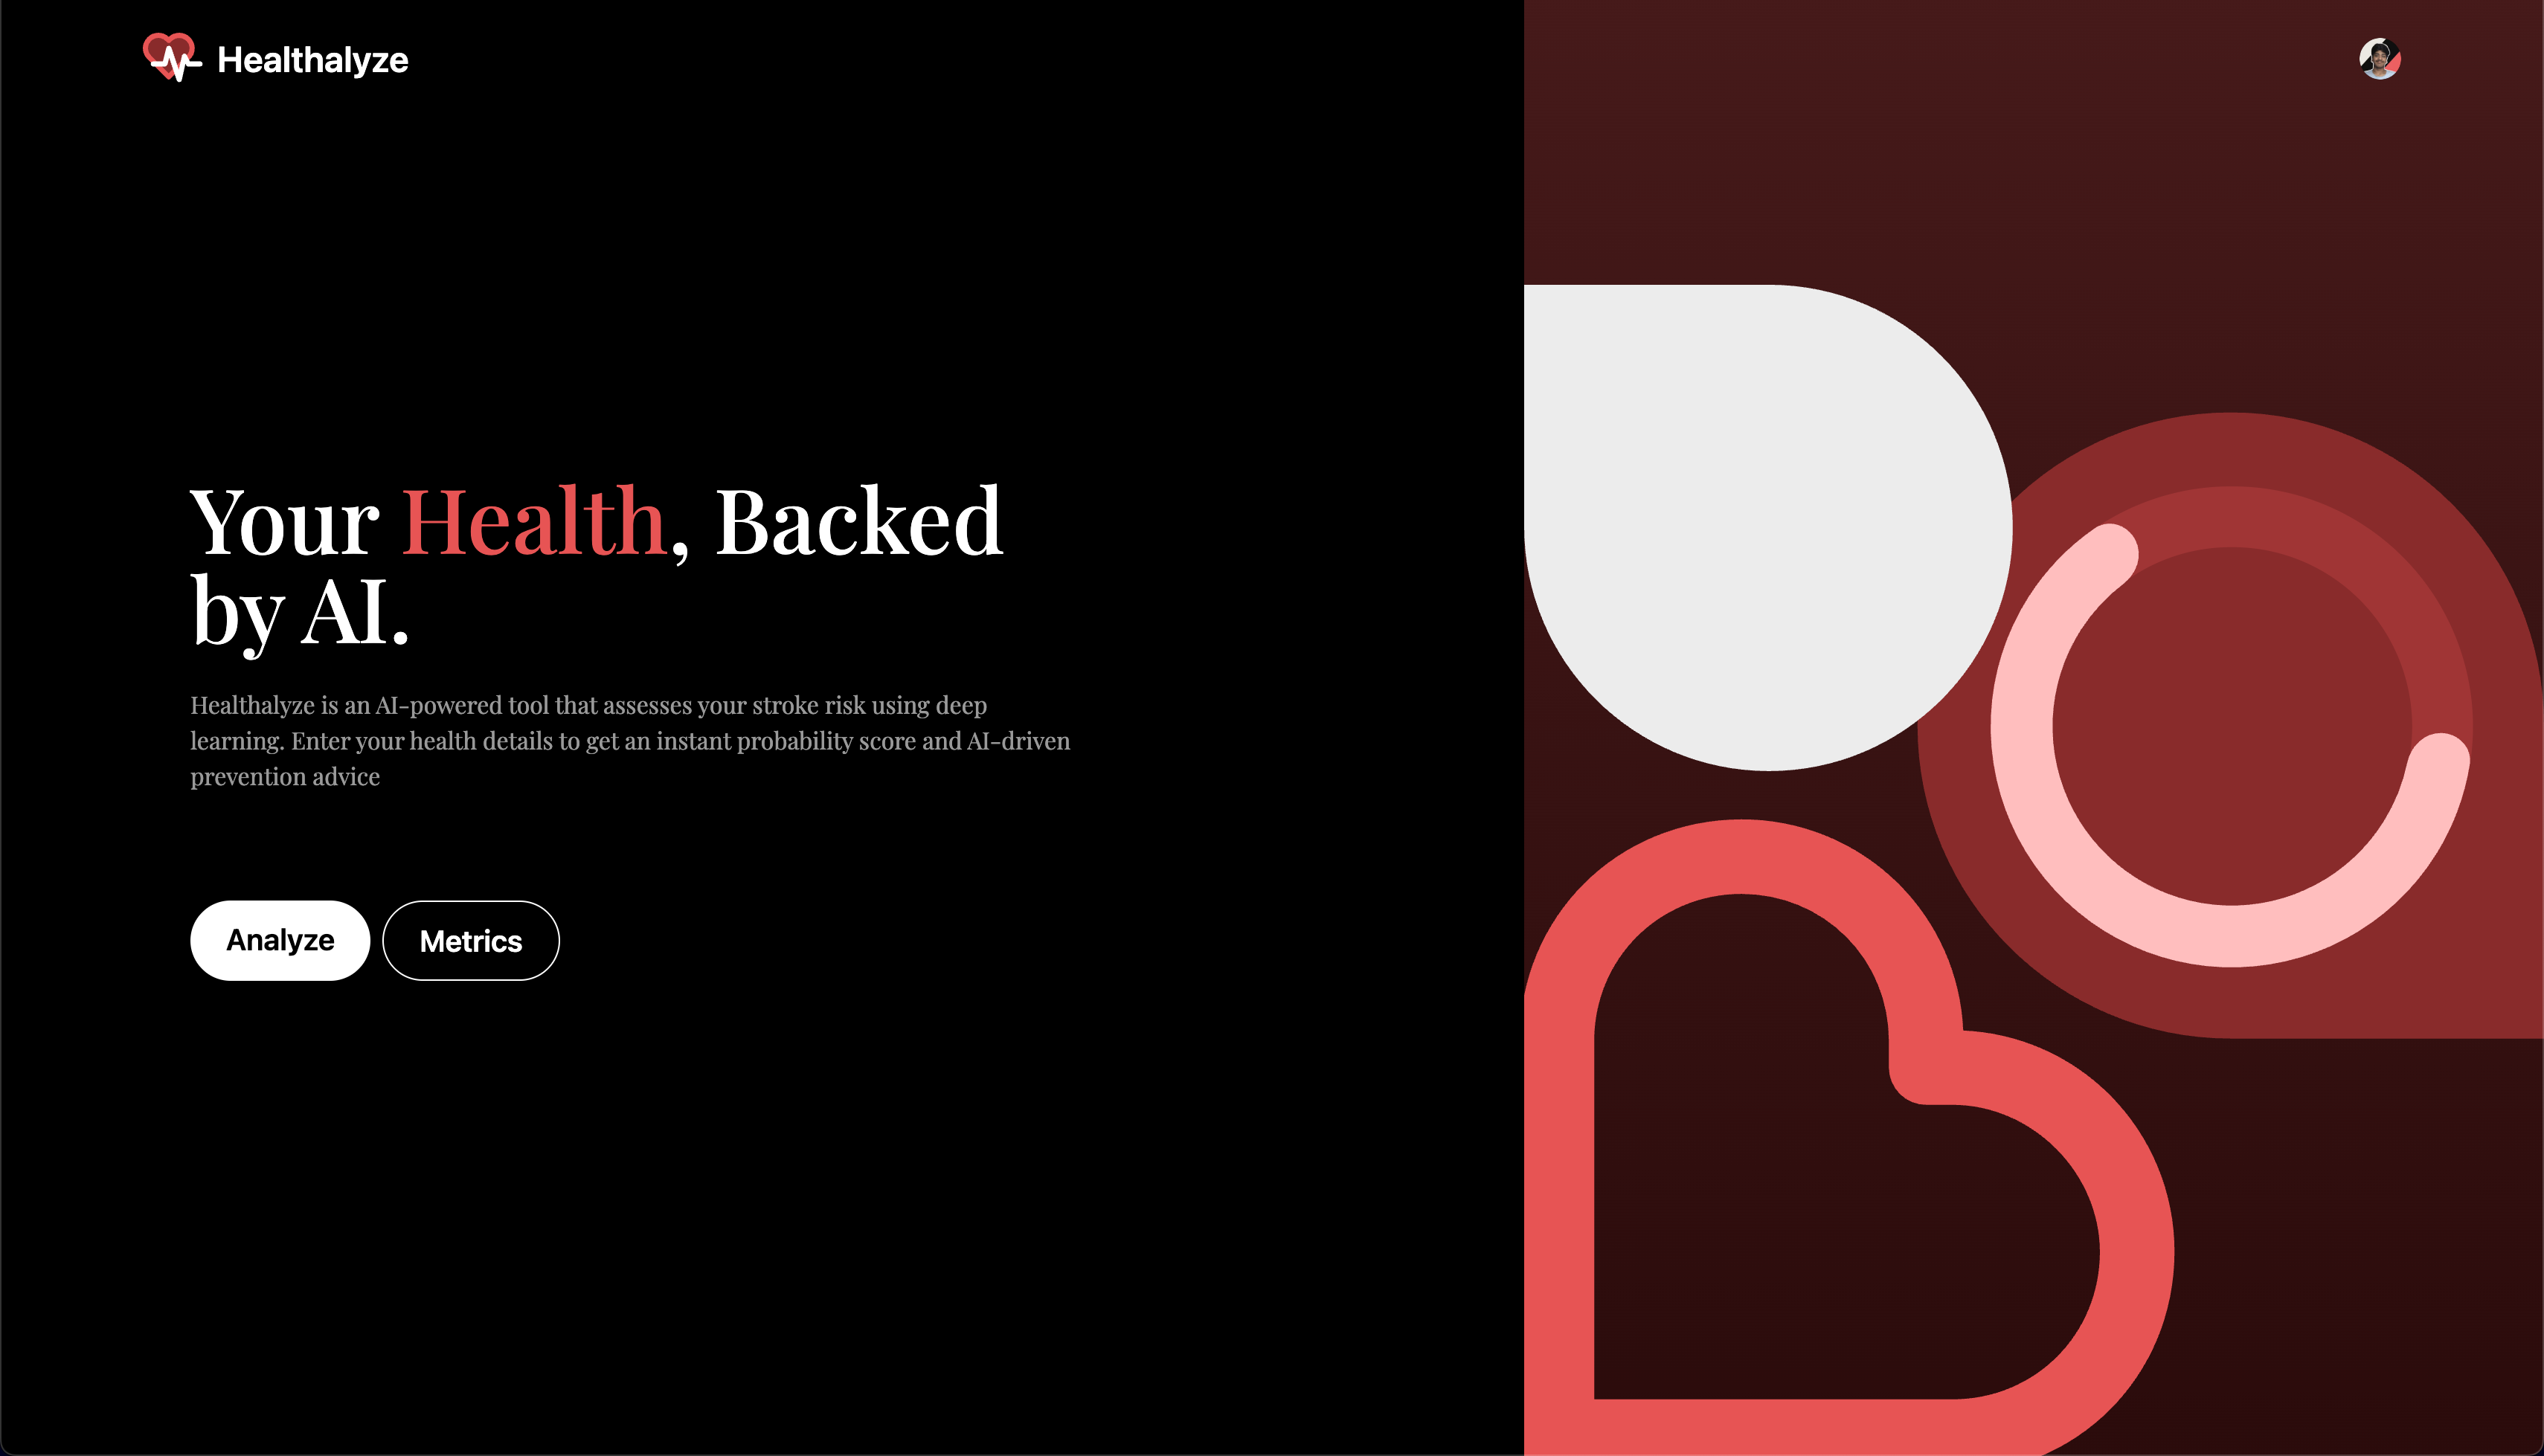 Healthalyze
Your Health, Backed
by AI.
Healthalyze is an AI-powered tool that assesses your stroke risk using deep
learning. Enter your health details to get an instant probability score and AI-driven
prevention advice
Analyze
Metrics